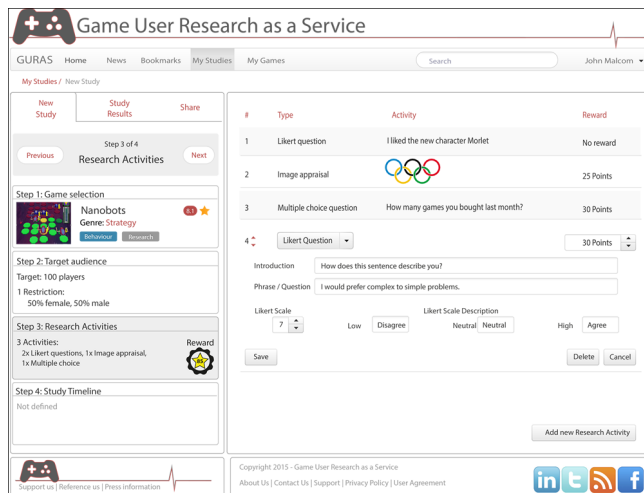 Game User Research as a Service
GURAS Home News Bookmarks My Studies My Games Search John Malcom
My Studies / New Study
New Study
Study Results
Share
Previous
Step 3 of 4
Research Activities
Next
Step 1: Game selection
Nanobots
8,1
Genre: Strategy
Behaviour Research
Step 2: Target audience
Target: 100 players
1 Restriction:
50% female, 50% male
Step 3: Research Activities
3 Activities:
2x Likert questions, 1x Image appraisal,
1x Multiple choice
Reward
85
Step 4: Study Timeline
Not defined
# Type Activity Reward
1 Likert question I liked the new character Morlet No reward
2 Image appraisal 25 Points
3 Multiple choice question How many games you bought last month? 30 Points
4 Likert Question 30 Points
Introduction How does this sentence describe you?
Phrase / Question I would prefer complex to simple problems.
Likert Scale Likert Scale Description
7 Low Disagree Neutral Neutral High Agree
Save Delete Cancel
Add new Research Activity
Support us | Reference us | Press information
Copyright 2015 - Game User Research as a Service
About Us | Contact Us | Support | Privacy Policy | User Agreement
in t f